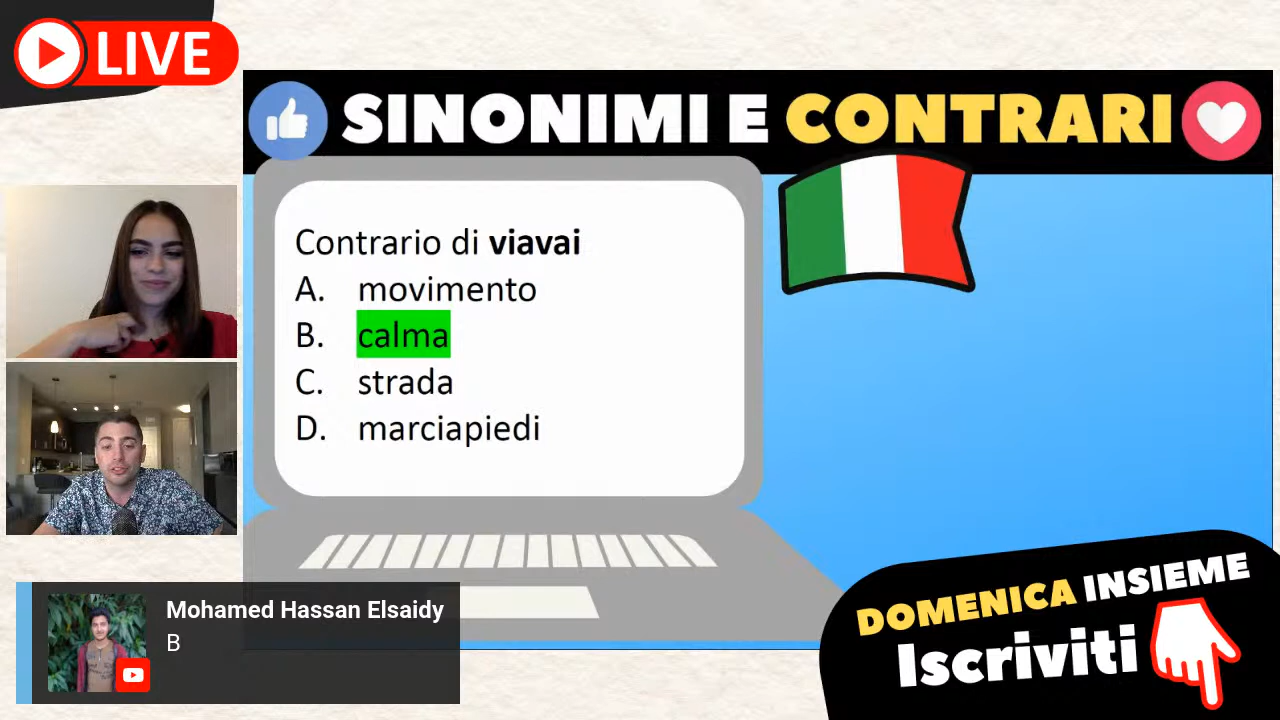 LIVE
SINONIMI E CONTRARI
Contrario di viavai
A. movimento
B. calma
C. strada
D. marciapiedi
Mohamed Hassan Elsaidy
B
DOMENICA INSIEME
Iscriviti